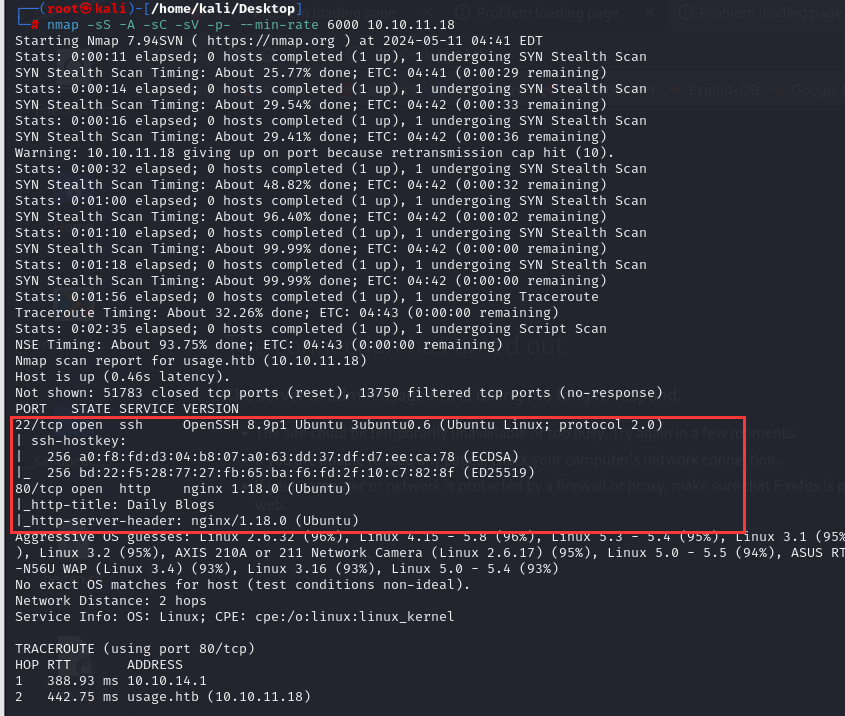 Problem loading page
Problem loading page
┌──(root㉿kali)-[/home/kali/Desktop]
└─# nmap -sS -A -sC -sV -p- --min-rate 6000 10.10.11.18
Starting Nmap 7.94SVN ( https://nmap.org ) at 2024-05-11 04:41 EDT
Stats: 0:00:11 elapsed; 0 hosts completed (1 up), 1 undergoing SYN Stealth Scan
SYN Stealth Scan Timing: About 25.77% done; ETC: 04:41 (0:00:29 remaining)
Stats: 0:00:14 elapsed; 0 hosts completed (1 up), 1 undergoing SYN Stealth Scan
SYN Stealth Scan Timing: About 29.54% done; ETC: 04:42 (0:00:33 remaining)
Exploit-DB Google
Stats: 0:00:16 elapsed; 0 hosts completed (1 up), 1 undergoing SYN Stealth Scan
SYN Stealth Scan Timing: About 29.41% done; ETC: 04:42 (0:00:36 remaining)
Warning: 10.10.11.18 giving up on port because retransmission cap hit (10).
Stats: 0:00:32 elapsed; 0 hosts completed (1 up), 1 undergoing SYN Stealth Scan
SYN Stealth Scan Timing: About 48.82% done; ETC: 04:42 (0:00:32 remaining)
Stats: 0:01:00 elapsed; 0 hosts completed (1 up), 1 undergoing SYN Stealth Scan
SYN Stealth Scan Timing: About 96.40% done; ETC: 04:42 (0:00:02 remaining)
Stats: 0:01:10 elapsed; 0 hosts completed (1 up), 1 undergoing SYN Stealth Scan
SYN Stealth Scan Timing: About 99.99% done; ETC: 04:42 (0:00:00 remaining)
Stats: 0:01:18 elapsed; 0 hosts completed (1 up), 1 undergoing SYN Stealth Scan
SYN Stealth Scan Timing: About 99.99% done; ETC: 04:42 (0:00:00 remaining)
Stats: 0:01:56 elapsed; 0 hosts completed (1 up), 1 undergoing Traceroute
Traceroute Timing: About 32.26% done; ETC: 04:43 (0:00:00 remaining)
Stats: 0:02:35 elapsed; 0 hosts completed (1 up), 1 undergoing Script Scan
NSE Timing: About 93.75% done; ETC: 04:43 (0:00:00 remaining)
Nmap scan report for usage.htb (10.10.11.18)
Host is up (0.46s latency).
Not shown: 51783 closed tcp ports (reset), 13750 filtered tcp ports (no-response)
PORT   STATE SERVICE VERSION
22/tcp open  ssh     OpenSSH 8.9p1 Ubuntu 3ubuntu0.6 (Ubuntu Linux; protocol 2.0)
| ssh-hostkey:
|   256 a0:f8:fd:d3:04:b8:07:a0:63:dd:37:df:d7:ee:ca:78 (ECDSA)
|_  256 bd:22:f5:28:77:27:fb:65:ba:f6:fd:2f:10:c7:82:8f (ED25519)
80/tcp open  http    nginx 1.18.0 (Ubuntu)
|_http-title: Daily Blogs
|_http-server-header: nginx/1.18.0 (Ubuntu)
Aggressive OS guesses: Linux 2.6.32 (96%), Linux 4.15 - 5.8 (96%), Linux 5.3 - 5.4 (95%), Linux 3.1 (95%
), Linux 3.2 (95%), AXIS 210A or 211 Network Camera (Linux 2.6.17) (95%), Linux 5.0 - 5.5 (94%), ASUS RT
-N56U WAP (Linux 3.4) (93%), Linux 3.16 (93%), Linux 5.0 - 5.4 (93%)
No exact OS matches for host (test conditions non-ideal).
Network Distance: 2 hops
Service Info: OS: Linux; CPE: cpe:/o:linux:linux_kernel
TRACEROUTE (using port 80/tcp)
HOP RTT       ADDRESS
1   388.93 ms 10.10.14.1
2   442.75 ms usage.htb (10.10.11.18)